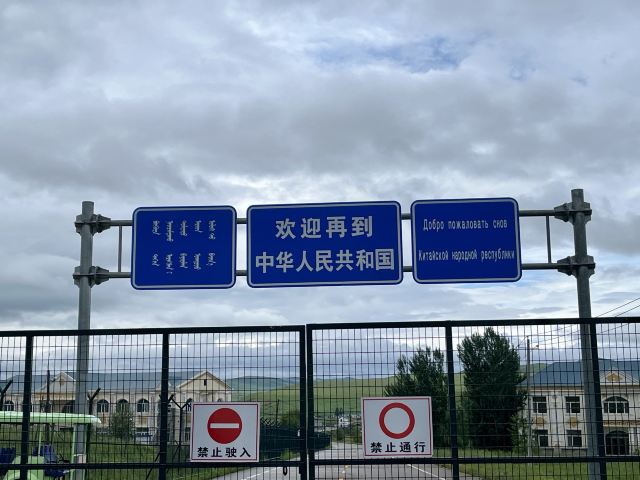 欢迎再到
中华人民共和国
Добро пожаловать снов
Китайской народной республики
禁止驶入
禁止通行